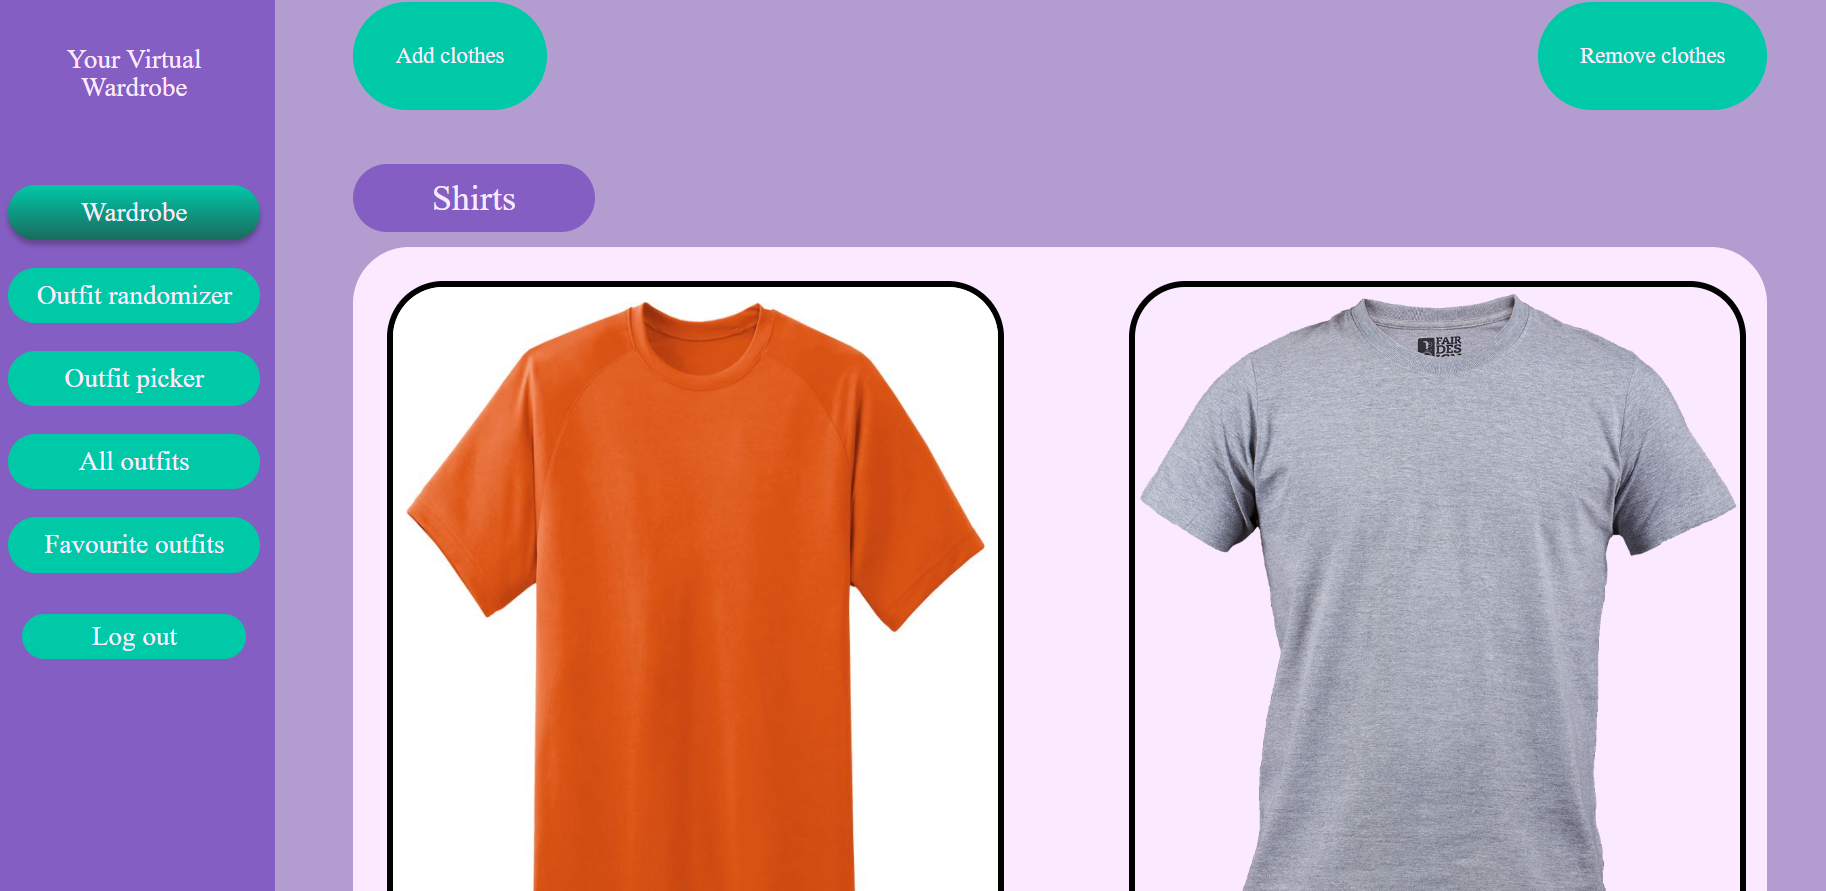 Your Virtual
Wardrobe
Wardrobe
Outfit randomizer
Outfit picker
All outfits
Favourite outfits
Log out
Add clothes
Remove clothes
Shirts
FAIR
DES